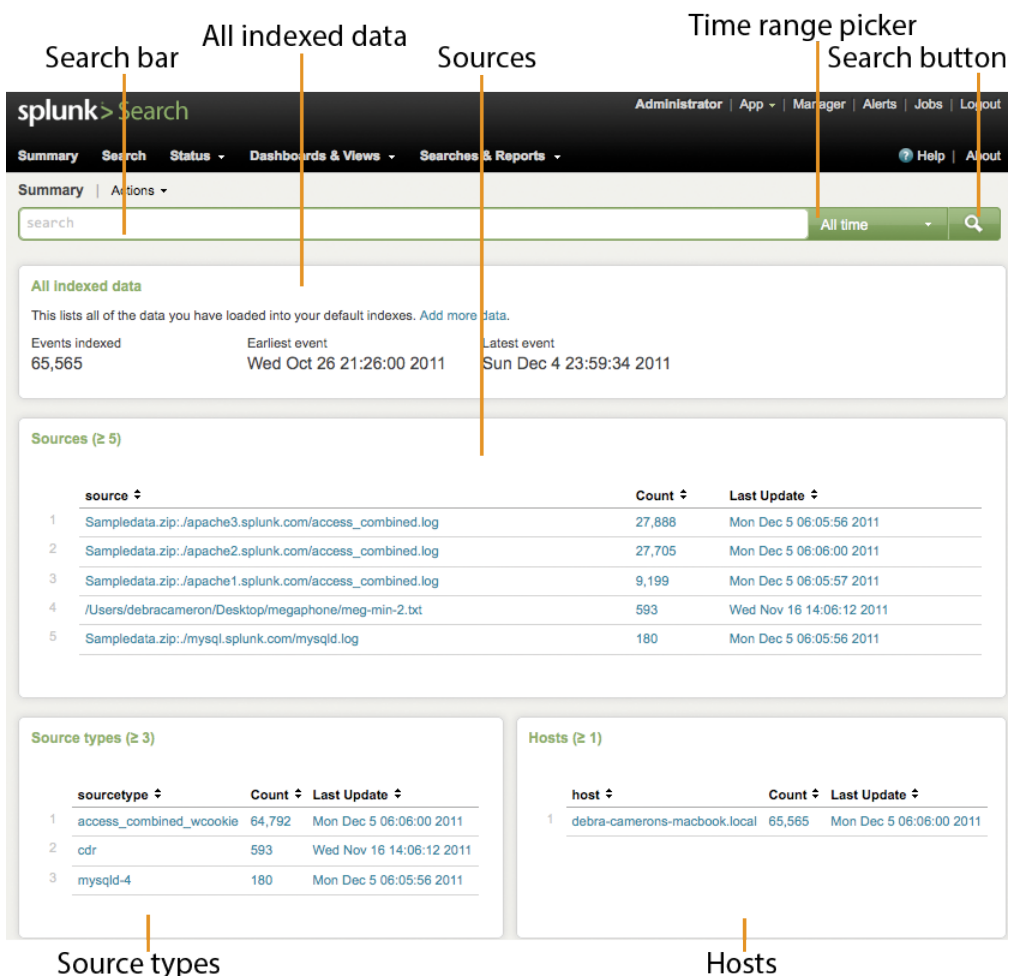 Search bar
All indexed data
Sources
Time range picker
Search button
splunk> Search
Administrator | App | Manager | Alerts | Jobs | Logout
Summary Search Status Dashboards & Views Searches & Reports Help | About
Summary | Actions
search All time
All indexed data
This lists all of the data you have loaded into your default indexes. Add more data.
Events indexed Earliest event Latest event
65,565 Wed Oct 26 21:26:00 2011 Sun Dec 4 23:59:34 2011
Sources (≥ 5)
source Count Last Update
1 Sampledata.zip:./apache3.splunk.com/access_combined.log 27,888 Mon Dec 5 06:05:56 2011
2 Sampledata.zip:./apache2.splunk.com/access_combined.log 27,705 Mon Dec 5 06:06:00 2011
3 Sampledata.zip:./apache1.splunk.com/access_combined.log 9,199 Mon Dec 5 06:05:57 2011
4 /Users/debracameron/Desktop/megaphone/meg-min-2.txt 593 Wed Nov 16 14:06:12 2011
5 Sampledata.zip:./mysql.splunk.com/mysqld.log 180 Mon Dec 5 06:05:56 2011
Source types (≥ 3)
sourcetype Count Last Update
1 access_combined_wcookie 64,792 Mon Dec 5 06:06:00 2011
2 cdr 593 Wed Nov 16 14:06:12 2011
3 mysqld-4 180 Mon Dec 5 06:05:56 2011
Hosts (≥ 1)
host Count Last Update
1 debra-camerons-macbook.local 65,565 Mon Dec 5 06:06:00 2011
Source types
Hosts